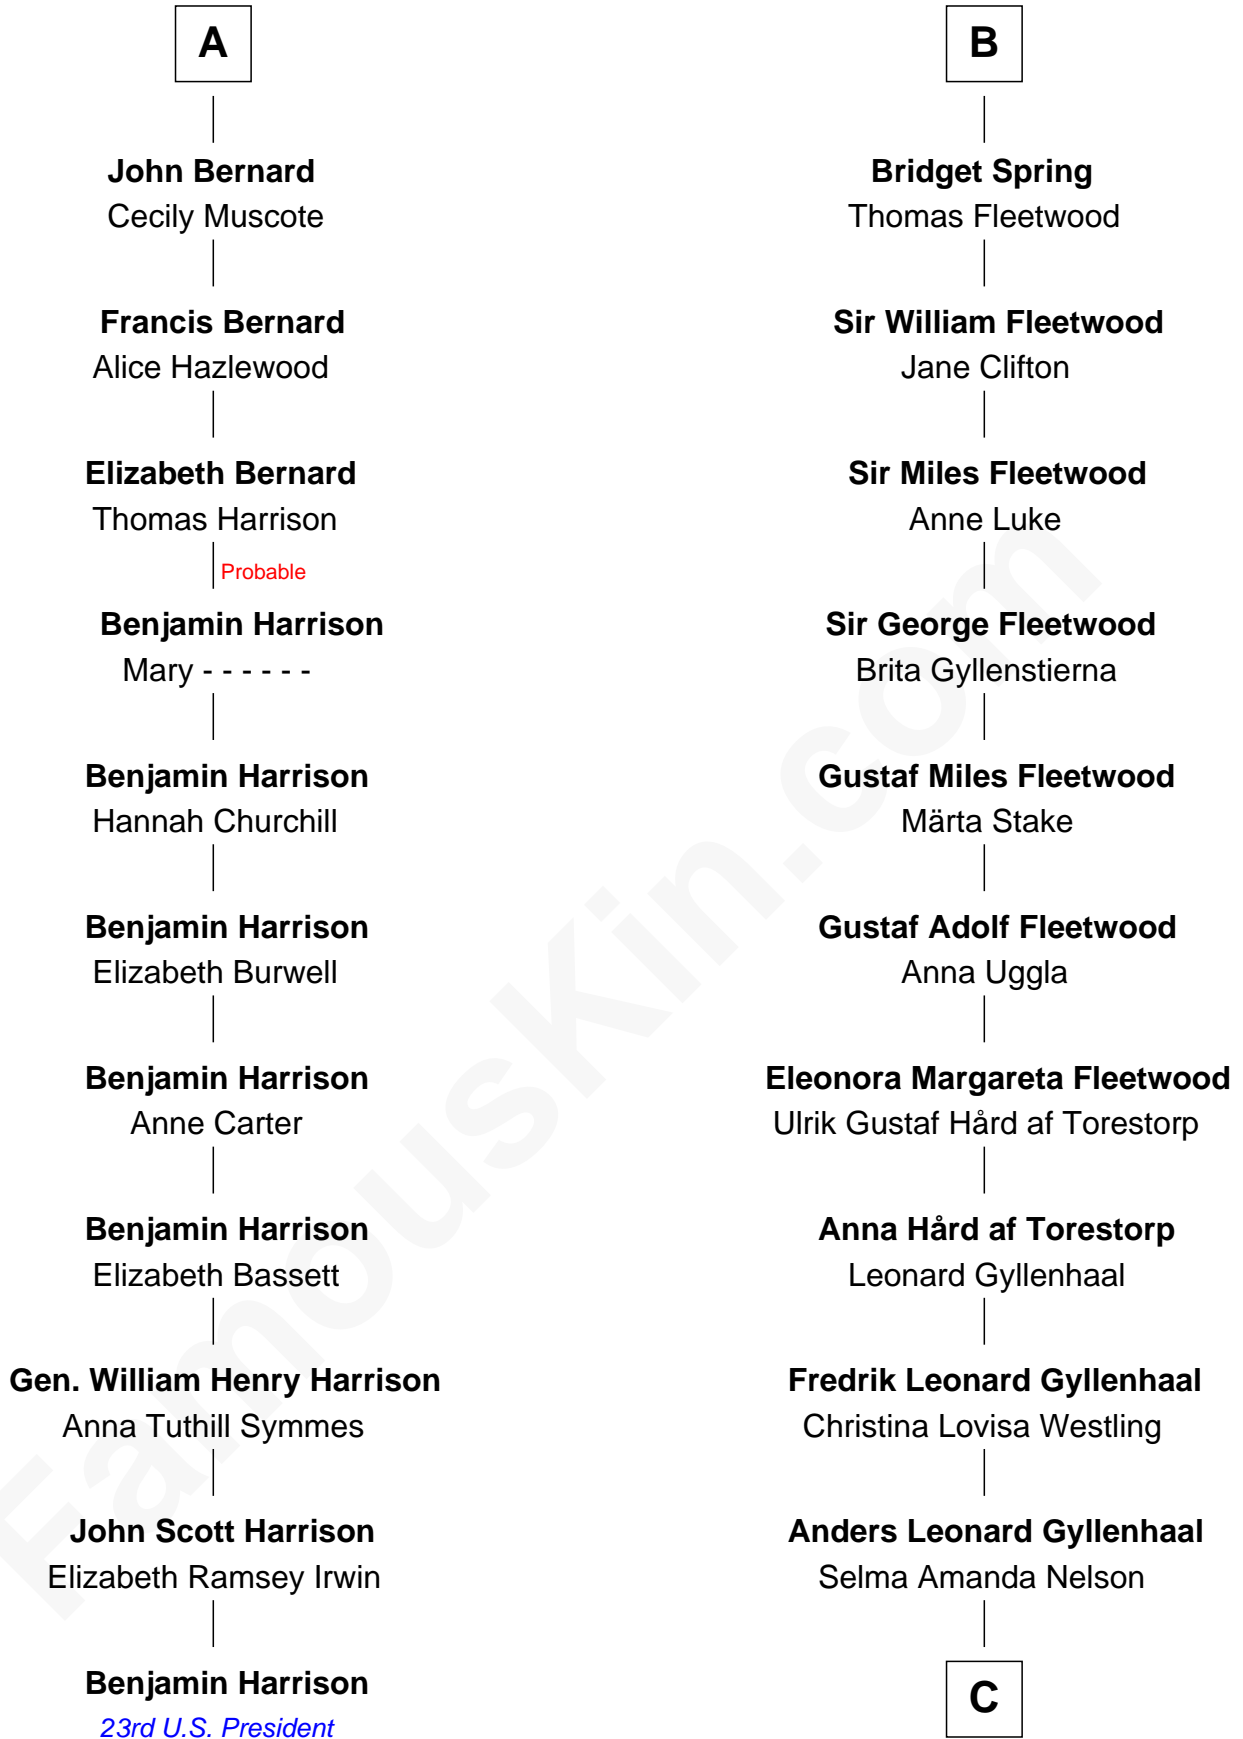 A
John Bernard
Cecily Muscote
Francis Bernard
Alice Hazlewood
Elizabeth Bernard
Thomas Harrison
Probable
Benjamin Harrison
Mary - - - - - -
Benjamin Harrison
Hannah Churchill
Benjamin Harrison
Elizabeth Burwell
Benjamin Harrison
Anne Carter
Benjamin Harrison
Elizabeth Bassett
Gen. William Henry Harrison
Anna Tuthill Symmes
John Scott Harrison
Elizabeth Ramsey Irwin
Benjamin Harrison
23rd U.S. President
B
Bridget Spring
Thomas Fleetwood
Sir William Fleetwood
Jane Clifton
Sir Miles Fleetwood
Anne Luke
Sir George Fleetwood
Brita Gyllenstierna
Gustaf Miles Fleetwood
Märta Stake
Gustaf Adolf Fleetwood
Anna Uggla
Eleonora Margareta Fleetwood
Ulrik Gustaf Hård af Torestorp
Anna Hård af Torestorp
Leonard Gyllenhaal
Fredrik Leonard Gyllenhaal
Christina Lovisa Westling
Anders Leonard Gyllenhaal
Selma Amanda Nelson
C
FamousKin.com